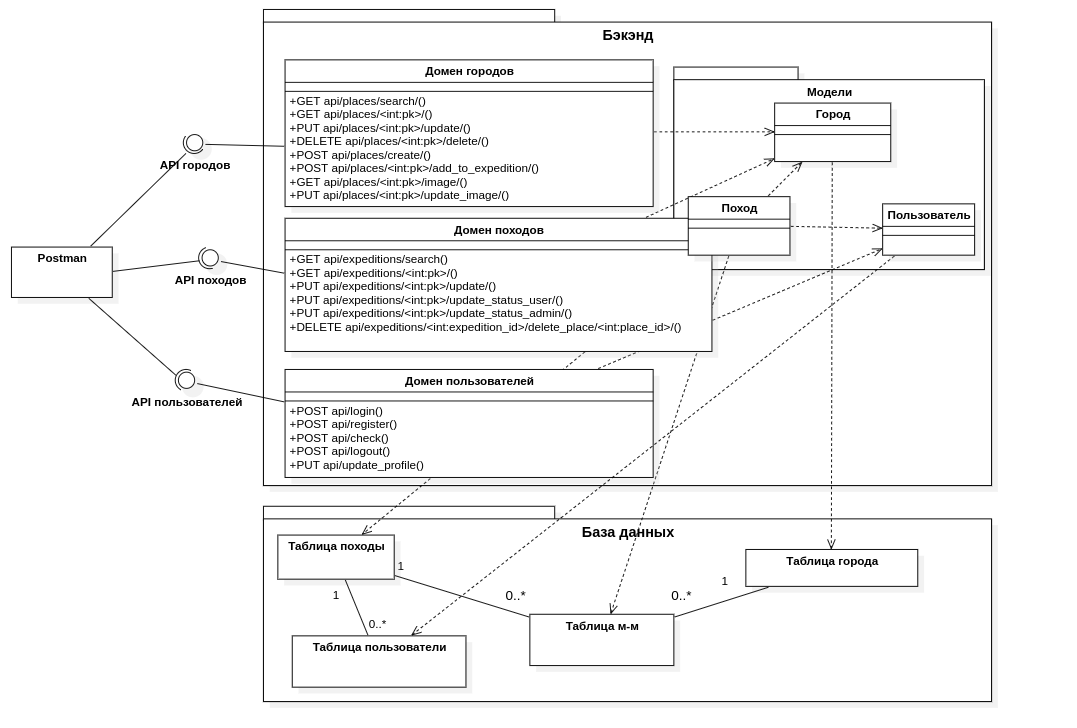 Бэкэнд
Домен городов
+GET api/places/search/()
+GET api/places/<int:pk>/()
+PUT api/places/<int:pk>/update/()
+DELETE api/places/<int:pk>/delete/()
+POST api/places/create/()
+POST api/places/<int:pk>/add_to_expedition/()
+GET api/places/<int:pk>/image/()
+PUT api/places/<int:pk>/update_image/()
Модели
Город
Поход
Пользователь
API городов
Домен походов
+GET api/expeditions/search()
+GET api/expeditions/<int:pk>/()
+PUT api/expeditions/<int:pk>/update/()
+PUT api/expeditions/<int:pk>/update_status_user/()
+PUT api/expeditions/<int:pk>/update_status_admin/()
+DELETE api/expeditions/<int:expedition_id>/delete_place/<int:place_id>/()
Postman
API походов
Домен пользователей
+POST api/login()
+POST api/register()
+POST api/check()
+POST api/logout()
+PUT api/update_profile()
API пользователей
База данных
Таблица походы
Таблица города
1
1
1
0..*
0..*
0..*
Таблица м-м
Таблица пользователи